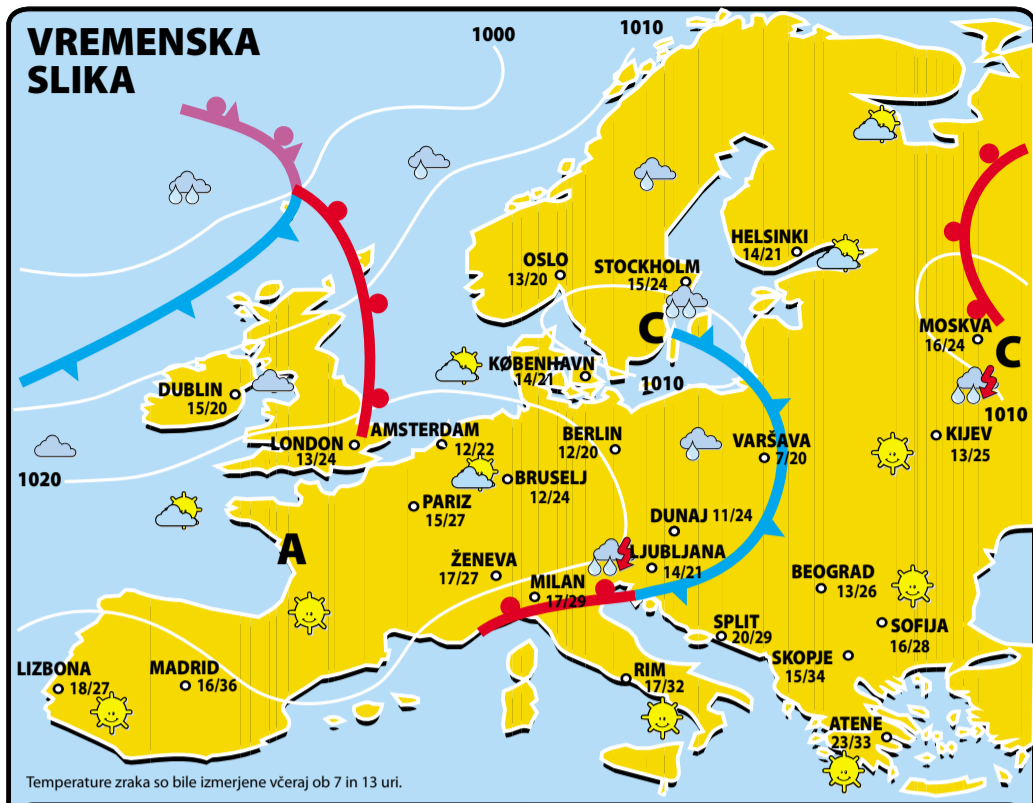 VREMENSKA
SLIKA
1000
1010
OSLO
13/20
STOCKHOLM
15/24
HELSINKI
14/21
C
MOSKVA
16/24
C
1010
KØBENHAVN
14/21
1010
DUBLIN
15/20
LONDON
13/24
AMSTERDAM
12/22
BERLIN
12/20
VARŠAVA
7/20
KIJEV
13/25
1020
BRUSELJ
12/24
PARIZ
15/27
A
DUNAJ 11/24
ŽENEVA
17/27
MILAN
17/29
LJUBLJANA
14/21
BEOGRAD
13/26
SPLIT
20/29
SOFIJA
16/28
SKOPJE
15/34
LIZBONA
18/27
MADRID
16/36
RIM
17/32
ATENE
23/33
Temperature zraka so bile izmerjene včeraj ob 7 in 13 uri.